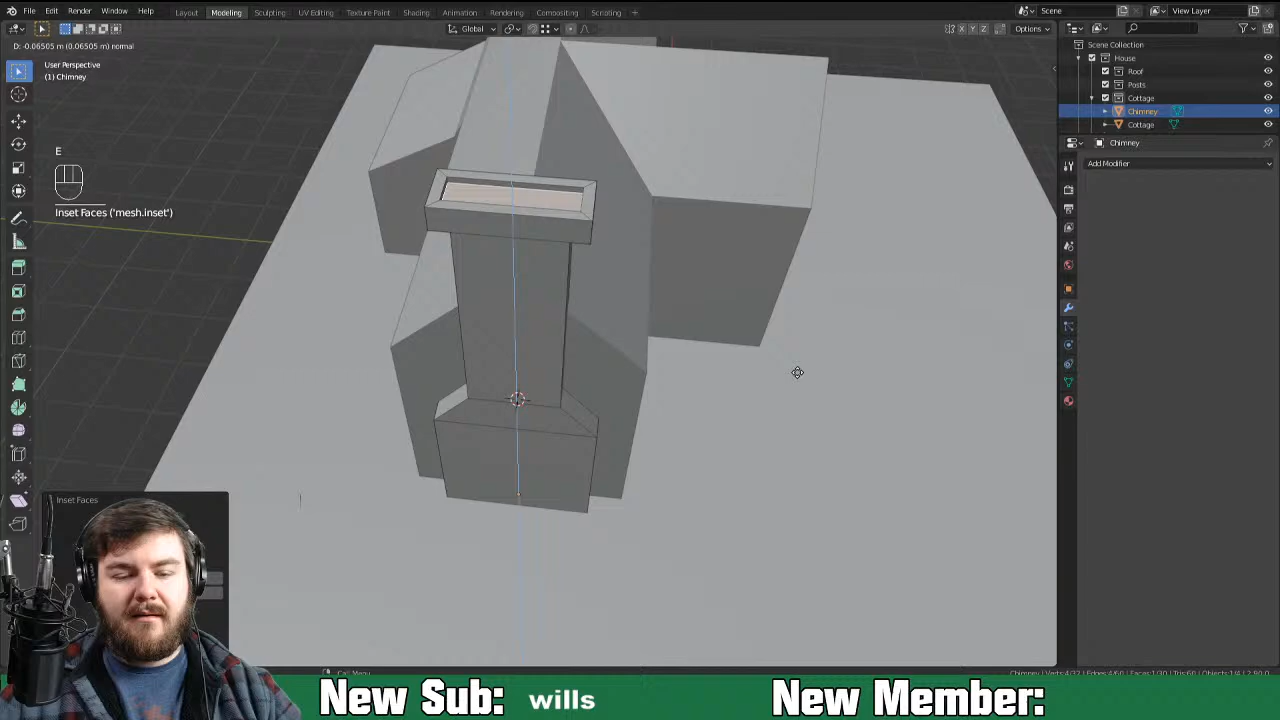 File Edit Render Window Help Layout Modeling Sculpting UV Editing Texture Paint Shading Animation Rendering Compositing Scripting + Scene View Layer
Global X Y Z Options
D: -0.06505 m (0.06505 m) normal
User Perspective
(1) Chimney
Scene Collection
House
Roof
Posts
Cottage
Chimney
Cottage
Chimney
Add Modifier
E
Inset Faces ('mesh.inset')
Inset Faces
Call Menu
New Sub: wills New Member: